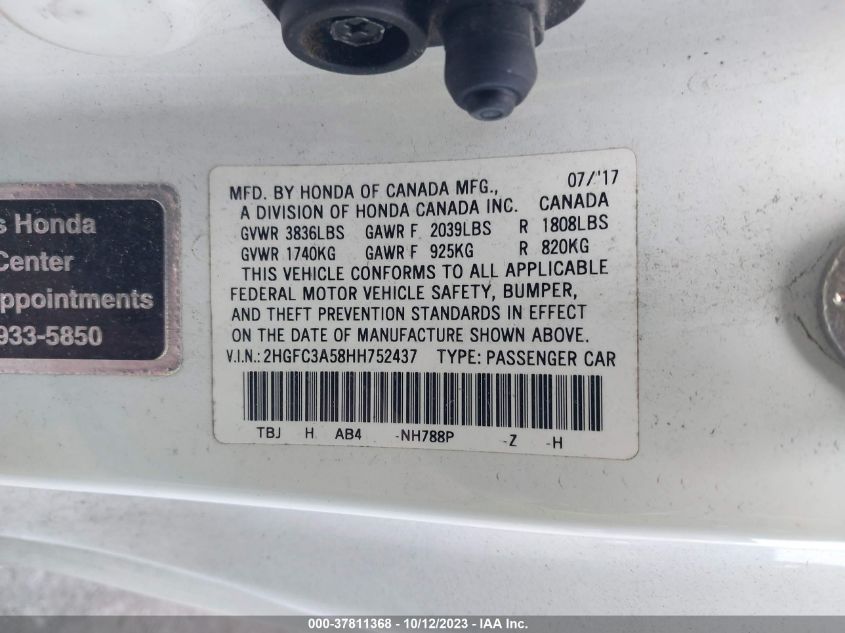 MFD. BY HONDA OF CANADA MFG., 07/'17
A DIVISION OF HONDA CANADA INC. CANADA
GVWR 3836LBS GAWR F 2039LBS R 1808LBS
GVWR 1740KG GAWR F 925KG R 820KG
THIS VEHICLE CONFORMS TO ALL APPLICABLE
FEDERAL MOTOR VEHICLE SAFETY, BUMPER,
AND THEFT PREVENTION STANDARDS IN EFFECT
ON THE DATE OF MANUFACTURE SHOWN ABOVE.
V.I.N.: 2HGFC3A58HH752437 TYPE: PASSENGER CAR
TBJ H AB4 -NH788P -Z -H
s Honda
Center
ppointments
933-5850
000-37811368 - 10/12/2023 - IAA Inc.